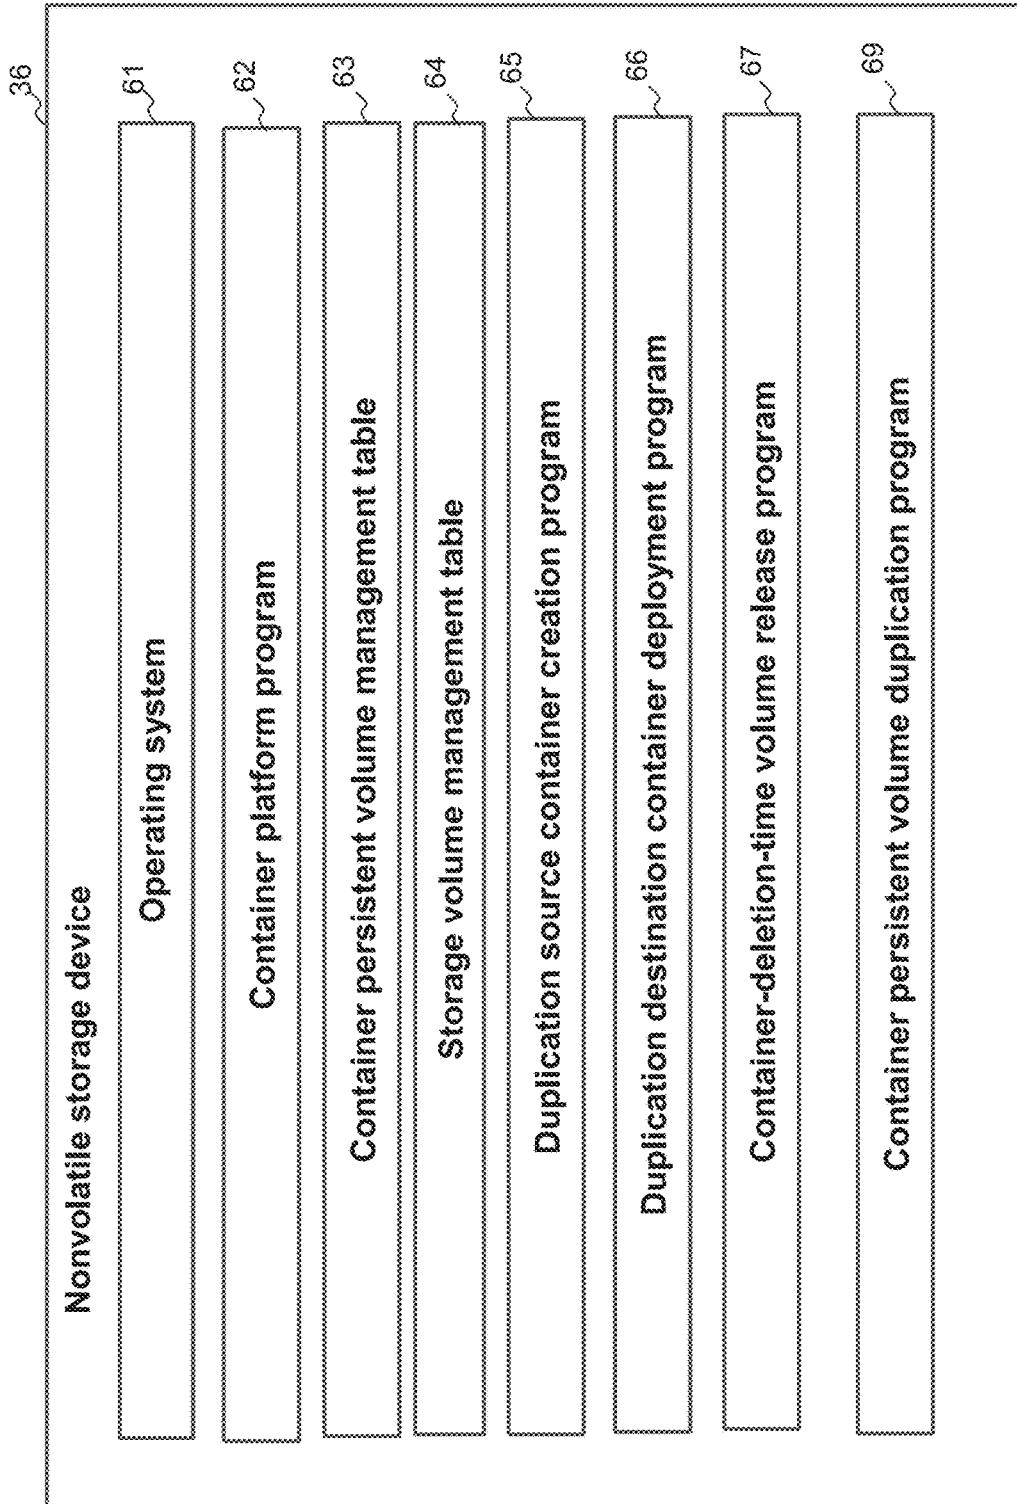 36
Nonvolatile storage device
Operating system
61
Container platform program
62
Container persistent volume management table
63
Storage volume management table
64
Duplication source container creation program
65
Duplication destination container deployment program
66
Container-deletion-time volume release program
67
Container persistent volume duplication program
69